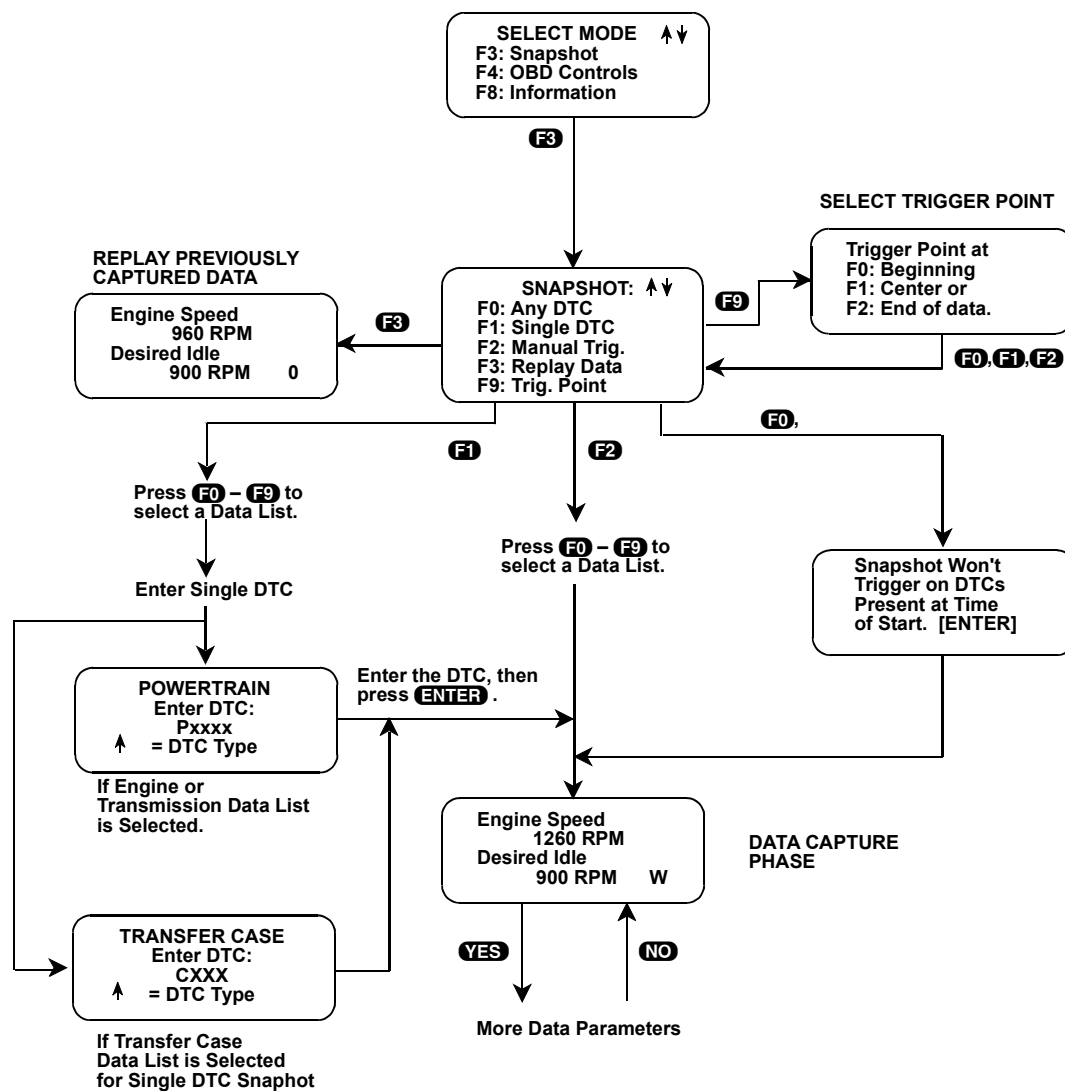 SELECT MODE
F3: Snapshot
F4: OBD Controls
F8: Information
F3
SELECT TRIGGER POINT
Trigger Point at
F0: Beginning
F1: Center or
F2: End of data.
REPLAY PREVIOUSLY
CAPTURED DATA
Engine Speed
960 RPM
Desired Idle
900 RPM 0
F3
SNAPSHOT:
F0: Any DTC
F1: Single DTC
F2: Manual Trig.
F3: Replay Data
F9: Trig. Point
F9
F0,F1,F2
F1
F2
F0,
Press F0 – F9 to
select a Data List.
Enter Single DTC
Press F0 – F9 to
select a Data List.
Snapshot Won't
Trigger on DTCs
Present at Time
of Start. [ENTER]
POWERTRAIN
Enter DTC:
Pxxxx
= DTC Type
If Engine or
Transmission Data List
is Selected.
Enter the DTC, then
press ENTER .
Engine Speed
1260 RPM
Desired Idle
900 RPM W
DATA CAPTURE
PHASE
TRANSFER CASE
Enter DTC:
CXXX
= DTC Type
If Transfer Case
Data List is Selected
for Single DTC Snaphot
YES
NO
More Data Parameters